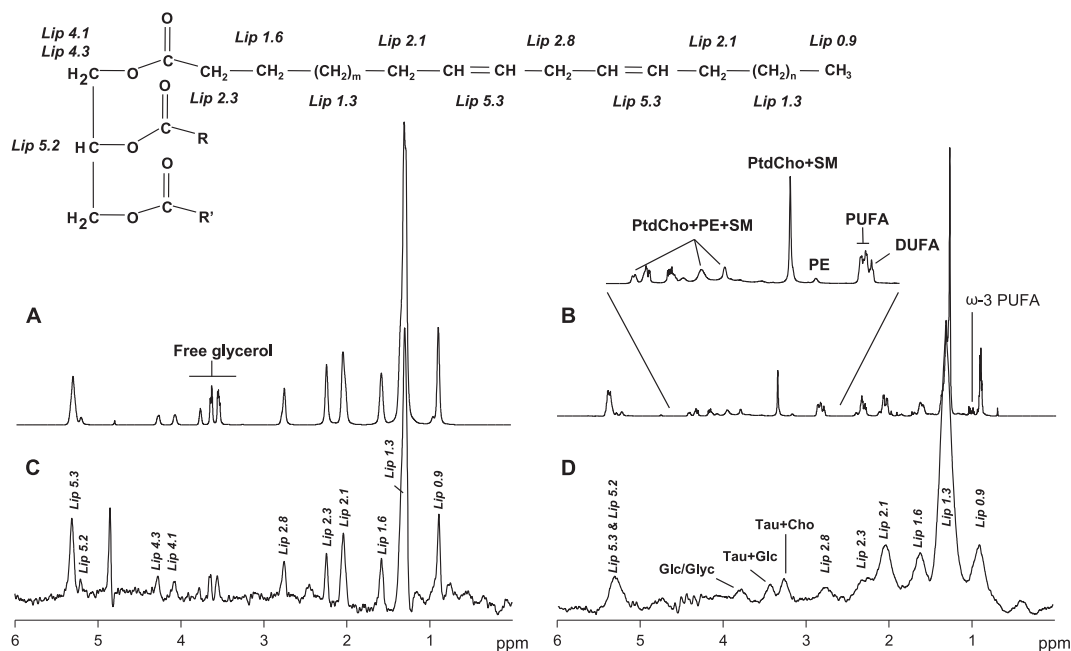 Lip 4.1
Lip 4.3
Lip 1.6 Lip 2.1 Lip 2.8 Lip 2.1 Lip 0.9
O
H2C O C CH2 CH2 (CH2)m CH2 CH CH CH2 CH CH CH2 (CH2)n CH3
Lip 2.3 Lip 1.3 Lip 5.3 Lip 5.3 Lip 1.3
O
Lip 5.2 HC O C R
O
H2C O C R'
PtdCho+SM
PtdCho+PE+SM
PUFA
DUFA
PE
A
Free glycerol
B
ω-3 PUFA
C
Lip 5.3
Lip 5.2
Lip 4.3
Lip 4.1
Lip 2.8
Lip 2.3
Lip 2.1
Lip 1.6
Lip 1.3
Lip 0.9
6 5 4 3 2 1 ppm
D
Lip 5.3 & Lip 5.2
Glc/Glyc
Tau+Glc
Tau+Cho
Lip 2.8
Lip 2.3
Lip 2.1
Lip 1.6
Lip 1.3
Lip 0.9
6 5 4 3 2 1 ppm